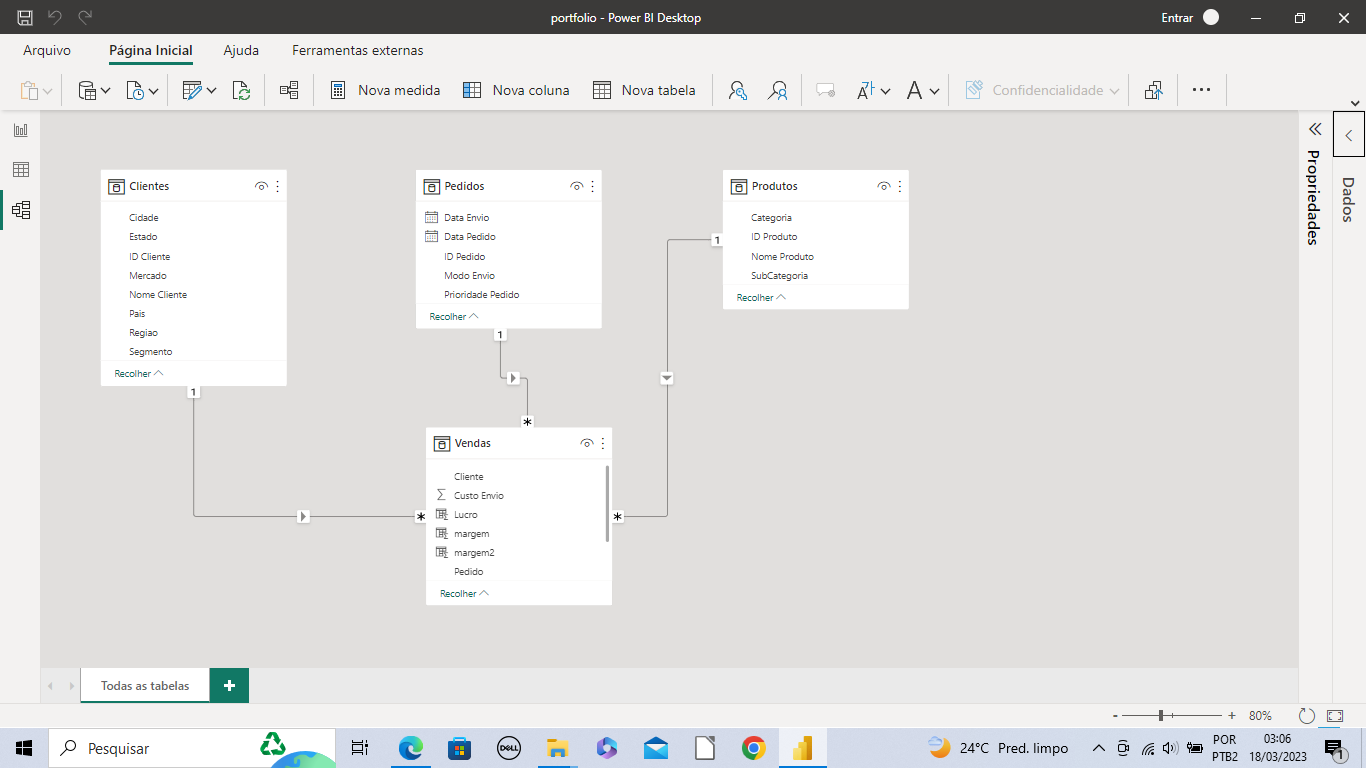 portfolio - Power BI Desktop
Entrar
Arquivo
Página Inicial
Ajuda
Ferramentas externas
Nova medida
Nova coluna
Nova tabela
Confidencialidade
Clientes
Cidade
Estado
ID Cliente
Mercado
Nome Cliente
Pais
Regiao
Segmento
Recolher
1
Pedidos
Data Envio
Data Pedido
ID Pedido
Modo Envio
Prioridade Pedido
Recolher
1
*
Produtos
Categoria
ID Produto
Nome Produto
SubCategoria
Recolher
1
Vendas
Cliente
Custo Envio
Lucro
margem
margem2
Pedido
Recolher
*
*
Propriedades
Dados
Todas as tabelas
+
- + 80%
Pesquisar
DELL
24°C Pred. limpo
POR
PTB2
03:06
18/03/2023
1